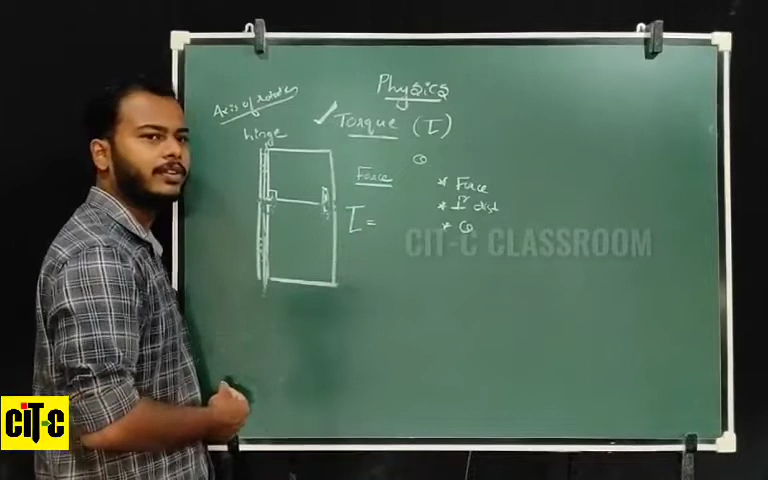 Physics
Axis of rotation
✓ Torque (τ)
hinge
Force
* Force
* ⊥r dist
τ =
* θ
CIT-C CLASSROOM
CiT-C